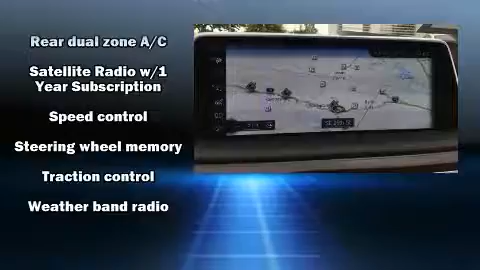 Rear dual zone A/C
Satellite Radio w/1
Year Subscription
Speed control
Steering wheel memory
Traction control
Weather band radio